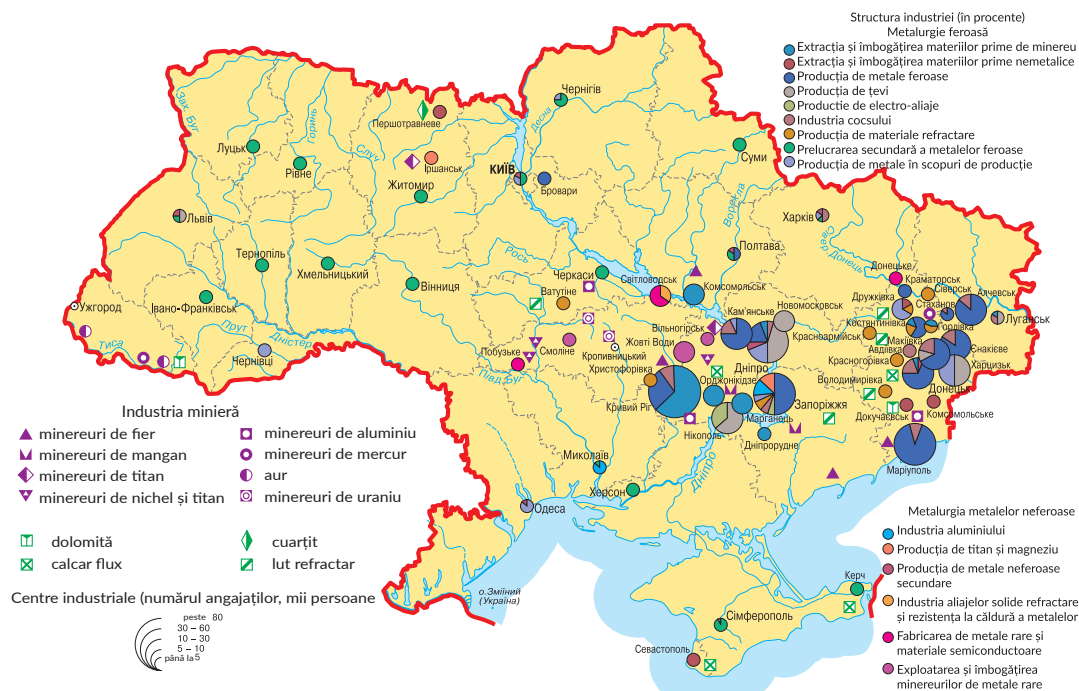 Structura industriei (în procente)
Metalurgie feroasă
Extracția și îmbogățirea materiilor prime de minereu
Extracția și îmbogățirea materiilor prime nemetalice
Producția de metale feroase
Producția de țevi
Productie de electro-aliaje
Industria cocsului
Producția de materiale refractare
Prelucrarea secundară a metalelor feroase
Producția de metale în scopuri de producție
Чернігів
Десна
Зах. Буг
Горинь
Случ
Першотравневе
Луцьк
Рівне
Іршанськ
Житомир
КИЇВ
Бровари
Суми
Ворскла
Харків
Сівер. Донець
Львів
Тернопіль
Хмельницький
Вінниця
Рось
Черкаси
Полтава
Світловодськ
Комсомольськ
Донецьке
Краматорськ
Сіверськ
Дружківка
Стаханов
Алчевськ
Луганськ
Ужгород
Івано-Франківськ
Ватутіне
Кам'янське
Новомосковськ
Костянтинівка
Горлівка
Прут
Дністер
Тиса
Чернівці
Побузьке
Смоліне
Вільногірськ
Жовті Води
Красноармійськ
Макіївка
Авдіївка
Єнакієве
Кропивницький
Христофорівка
Дніпро
Красногорівка
Харцизьк
Півд. Буг
Орджонікідзе
Володимирівка
Донецьк
Кривий Ріг
Запоріжжя
Марганець
Докучаєвськ
Комсомольське
Нікополь
Дніпрорудне
Маріуполь
Миколаїв
Херсон
Дніпро
Одеса
о.Зміїний
(Україна)
Керч
Сімферополь
Севастополь
Industria minieră
minereuri de fier
minereuri de mangan
minereuri de titan
minereuri de nichel și titan
minereuri de aluminiu
minereuri de mercur
aur
minereuri de uraniu
dolomită
calcar flux
cuarțit
lut refractar
Centre industriale (numărul angajaților, mii persoane
peste 80
30 – 60
10 – 30
5 – 10
până la 5
Metalurgia metalelor neferoase
Industria aluminiului
Producția de titan și magneziu
Producția de metale neferoase
secundare
Industria aliajelor solide refractare
și rezistența la căldură a metalelor
Fabricarea de metale rare și
materiale semiconductoare
Exploatarea și îmbogățirea
minereurilor de metale rare